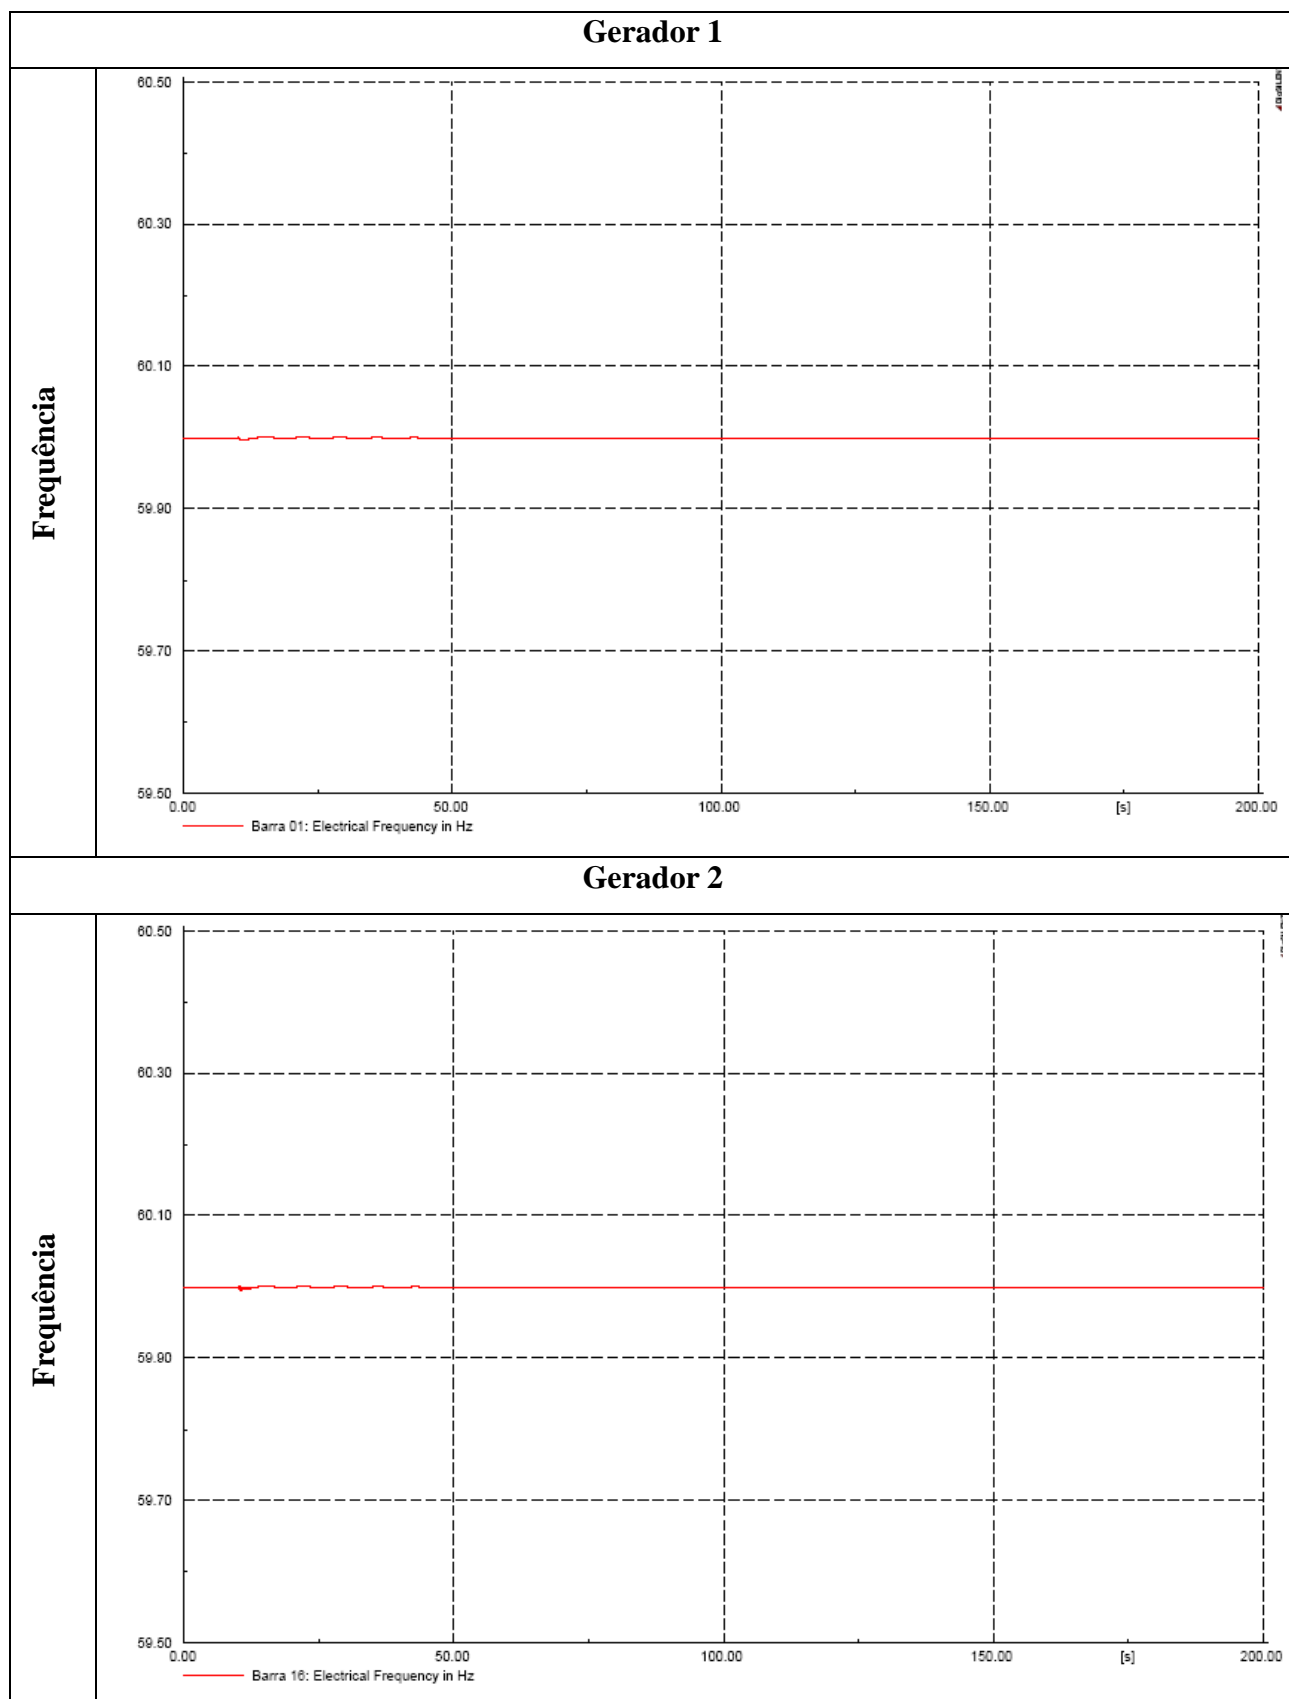 Gerador 1
Frequência
60.50
60.30
60.10
59.90
59.70
59.50
0.00 50.00 100.00 150.00 [s] 200.00
Barra 01: Electrical Frequency in Hz
Gerador 2
Frequência
60.50
60.30
60.10
59.90
59.70
59.50
0.00 50.00 100.00 150.00 [s] 200.00
Barra 16: Electrical Frequency in Hz